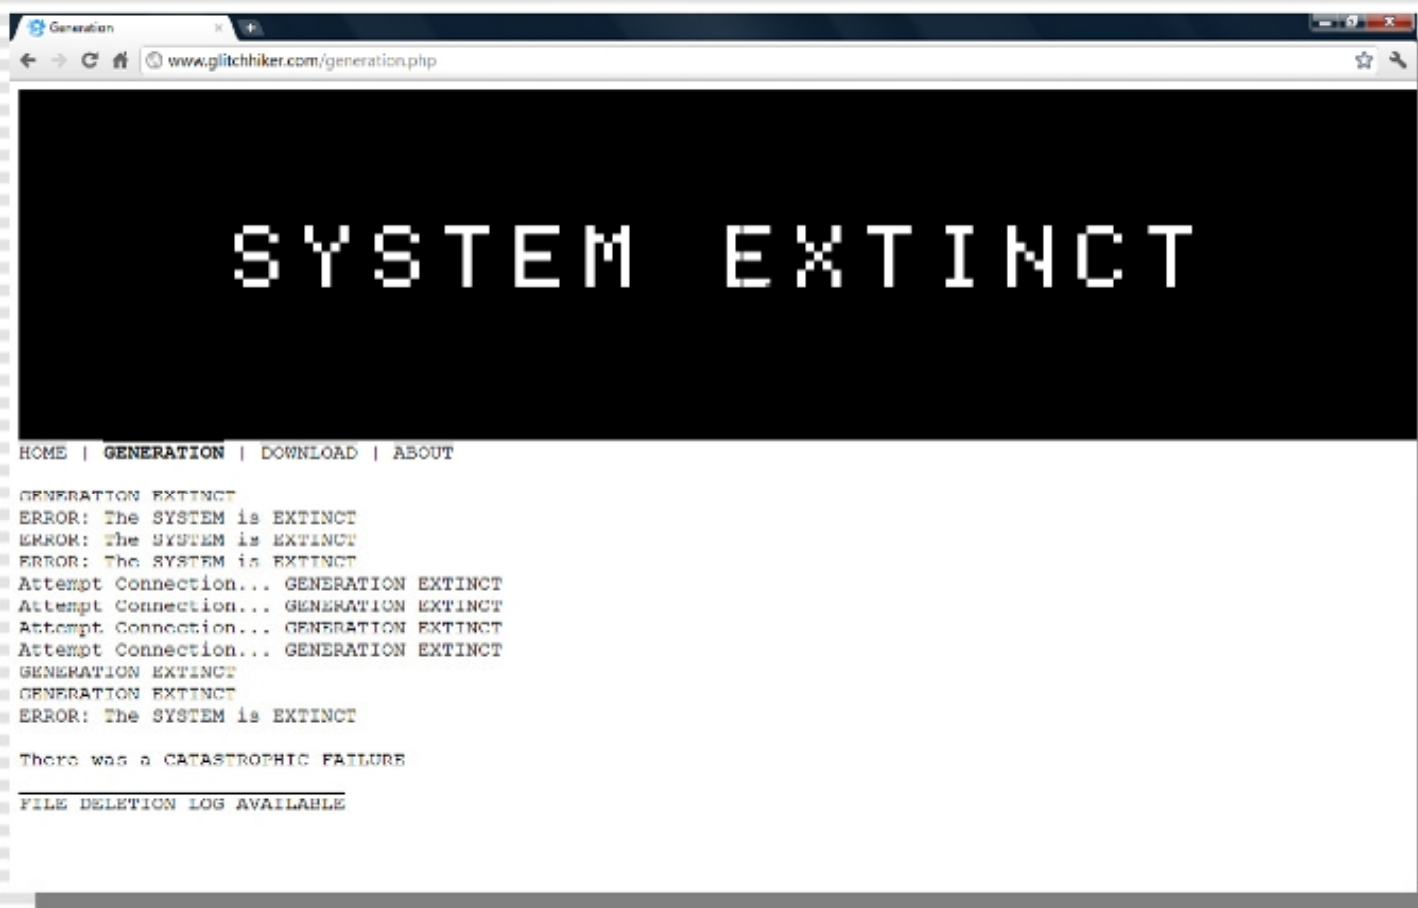 Generation
www.glitchhiker.com/generation.php
SYSTEM EXTINCT
HOME | GENERATION | DOWNLOAD | ABOUT
GENERATION EXTINCT
ERROR: The SYSTEM is EXTINCT
ERROR: The SYSTEM is EXTINCT
ERROR: The SYSTEM is EXTINCT
Attempt Connection... GENERATION EXTINCT
Attempt Connection... GENERATION EXTINCT
Attempt Connection... GENERATION EXTINCT
Attempt Connection... GENERATION EXTINCT
GENERATION EXTINCT
GENERATION EXTINCT
ERROR: The SYSTEM is EXTINCT
There was a CATASTROPHIC FAILURE
FILE DELETION LOG AVAILABLE